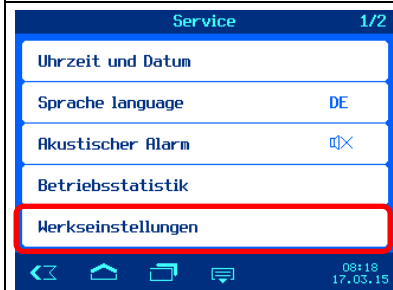 Service 1/2
Uhrzeit und Datum
Sprache language DE
Akustischer Alarm
Betriebsstatistik
Werkseinstellungen
08:18
17.03.15